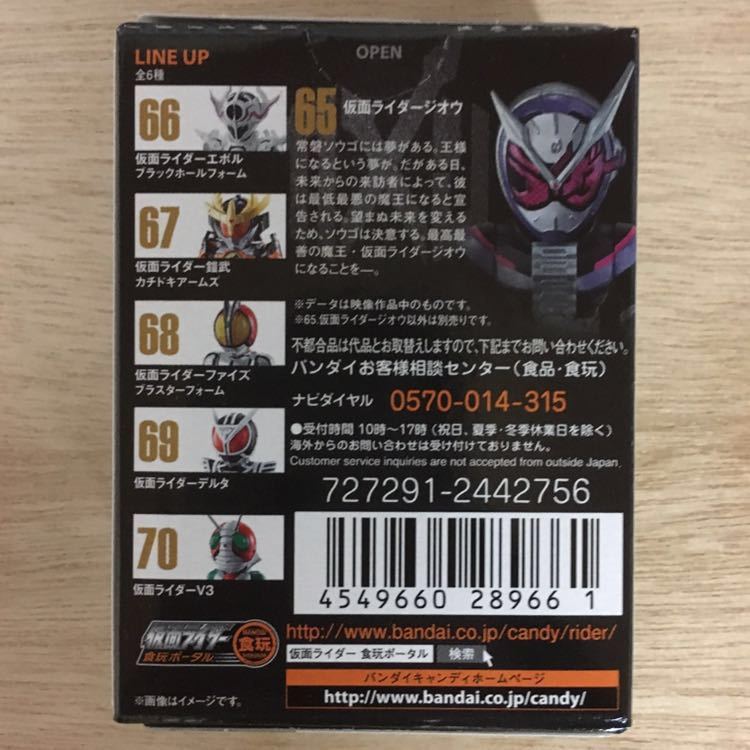 LINE UP
全6種
OPEN
66
仮面ライダーエボル
ブラックホールフォーム
67
仮面ライダー鎧武
カチドキアームズ
68
仮面ライダーファイズ
ブラスターフォーム
69
仮面ライダーデルタ
70
仮面ライダーV3
65 仮面ライダージオウ
常磐ソウゴには夢がある。王様
になるという夢が。だがある日、
未来からの来訪者によって、彼
は最低最悪の魔王になると宣
告される。望まぬ未来を変える
ため、ソウゴは決意する。最高最
善の魔王・仮面ライダージオウ
になることを―。
※データは映像作品中のものです。
※65.仮面ライダージオウ以外は別売りです。
不都合品は代品とお取替えしますので、下記までお問い合わせください。
バンダイお客様相談センター(食品・食玩)
ナビダイヤル 0570-014-315
●受付時間 10時〜17時(祝日、夏季・冬季休業日を除く)
海外からのお問い合わせは受け付けておりません。
Customer service inquiries are not accepted from outside Japan.
727291-2442756
4549660 289661
食玩ポータル
BANDAI
食玩
http://www.bandai.co.jp/candy/rider/
仮面ライダー 食玩ポータル 検索
バンダイキャンディホームページ
http://www.bandai.co.jp/candy/
※画像はイメージです。